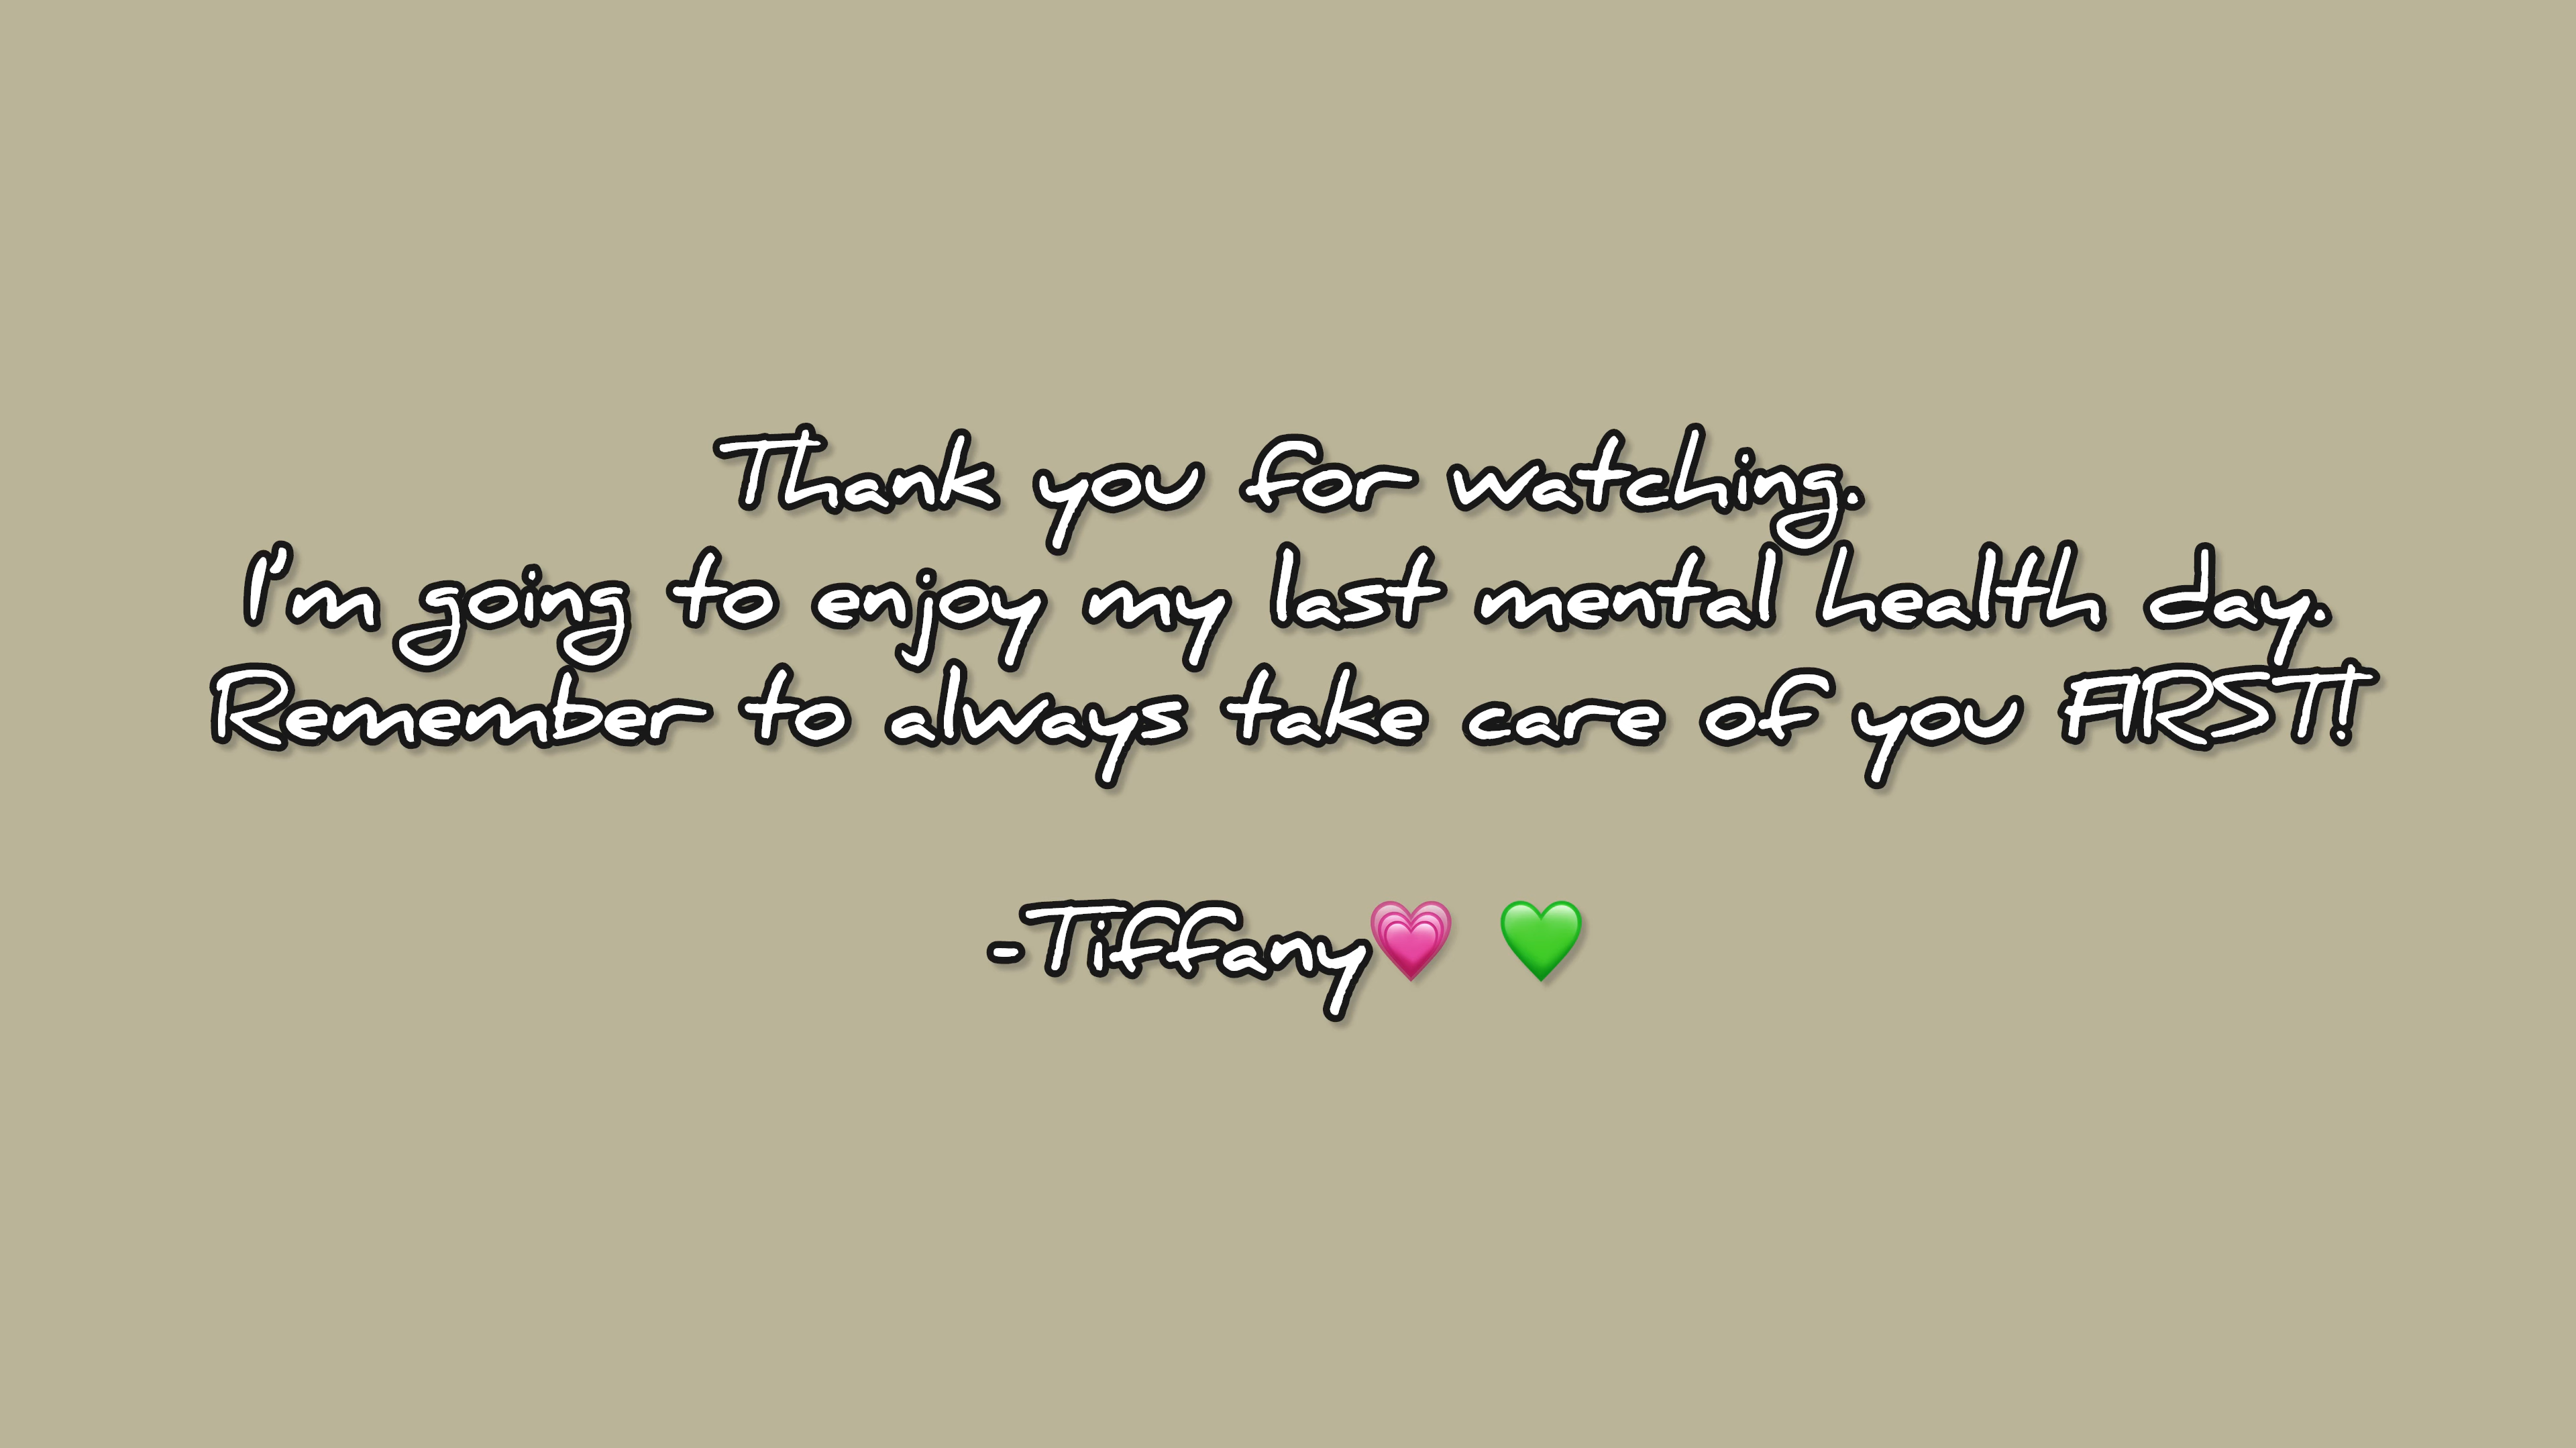 Thank you for watching.
I'm going to enjoy my last mental health day.
Remember to always take care of you FIRST!
-Tiffany💗 💚